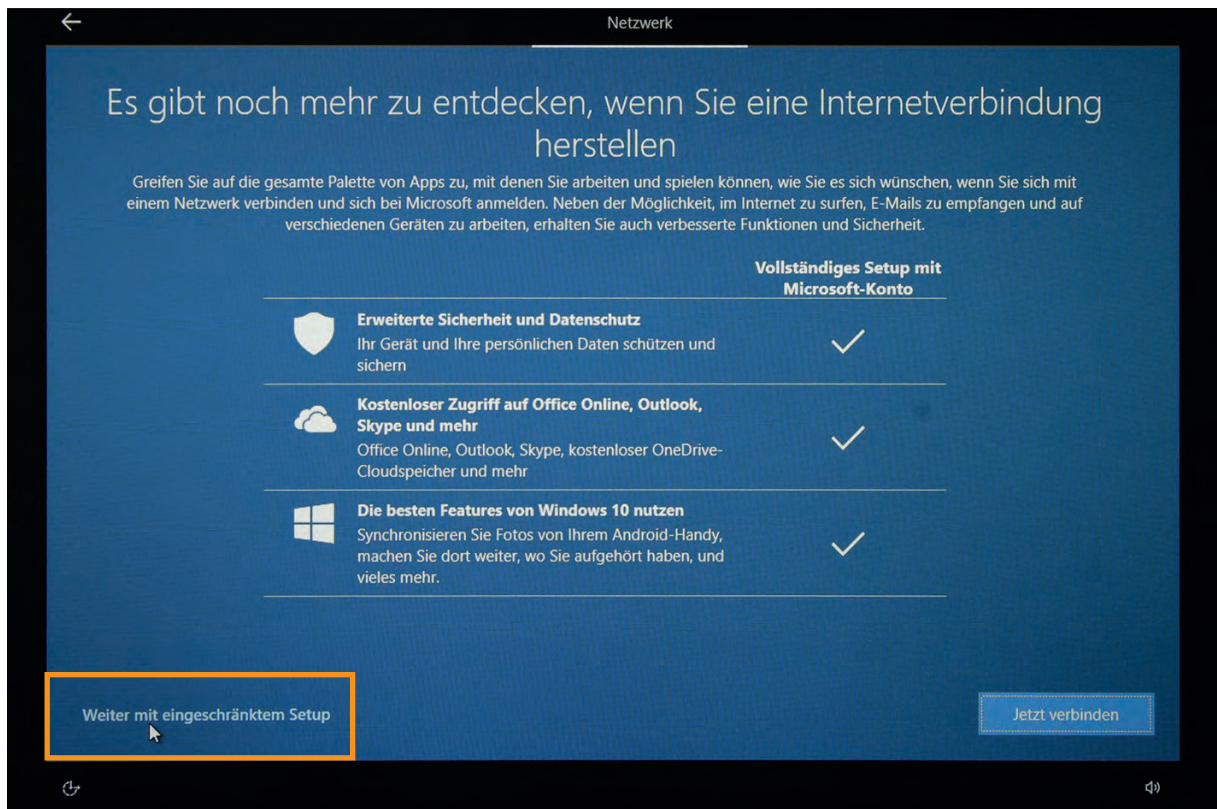 Netzwerk
Es gibt noch mehr zu entdecken, wenn Sie eine Internetverbindung
herstellen
Greifen Sie auf die gesamte Palette von Apps zu, mit denen Sie arbeiten und spielen können, wie Sie es sich wünschen, wenn Sie sich mit
einem Netzwerk verbinden und sich bei Microsoft anmelden. Neben der Möglichkeit, im Internet zu surfen, E-Mails zu empfangen und auf
verschiedenen Geräten zu arbeiten, erhalten Sie auch verbesserte Funktionen und Sicherheit.
Vollständiges Setup mit
Microsoft-Konto
Erweiterte Sicherheit und Datenschutz
Ihr Gerät und Ihre persönlichen Daten schützen und
sichern
Kostenloser Zugriff auf Office Online, Outlook,
Skype und mehr
Office Online, Outlook, Skype, kostenloser OneDrive-
Cloudspeicher und mehr
Die besten Features von Windows 10 nutzen
Synchronisieren Sie Fotos von Ihrem Android-Handy,
machen Sie dort weiter, wo Sie aufgehört haben, und
vieles mehr.
Weiter mit eingeschränktem Setup
Jetzt verbinden